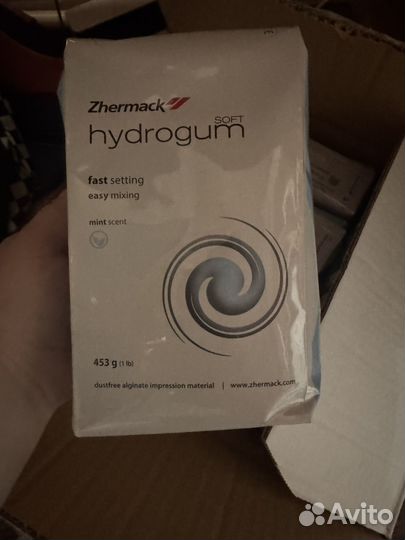 Zhermack
hydrogum
SOFT
fast setting
easy mixing
mint scent
453 g (1 lb)
dustfree alginate impression material | www.zhermack.com
Avito